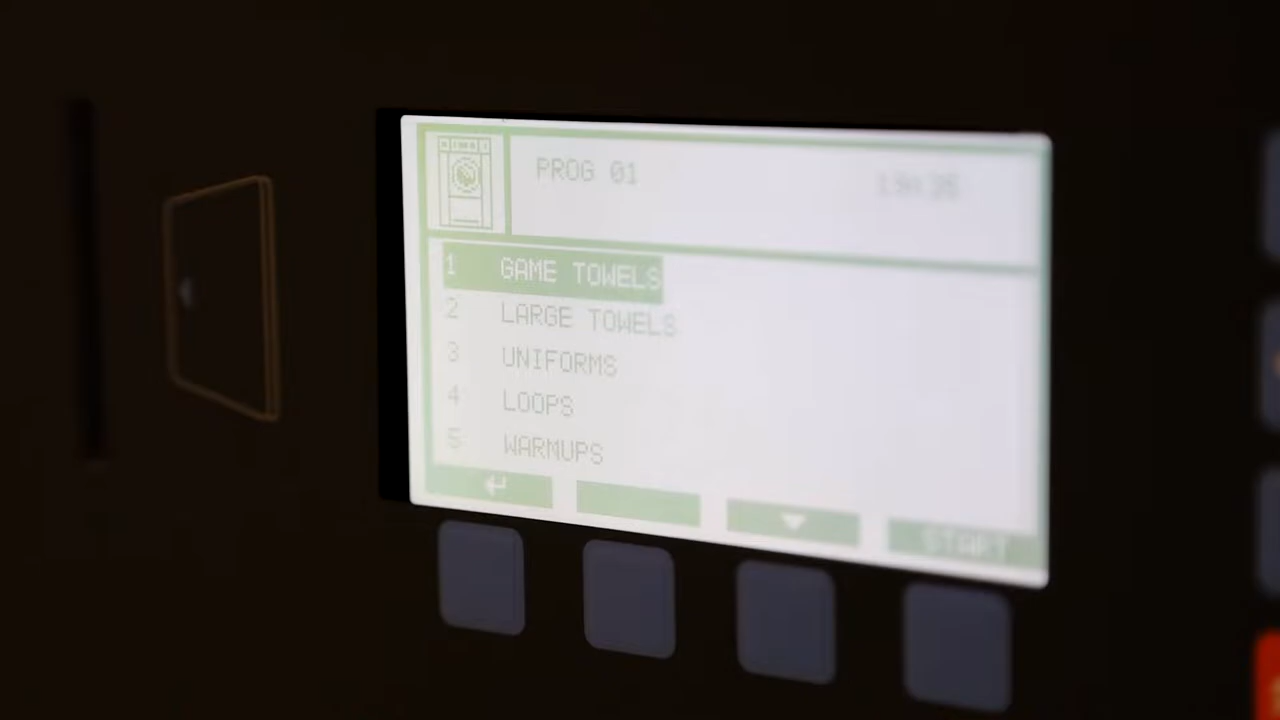 PROG 01
1 GAME TOWELS
2 LARGE TOWELS
3 UNIFORMS
4 LOOPS
5 WARMUPS
START